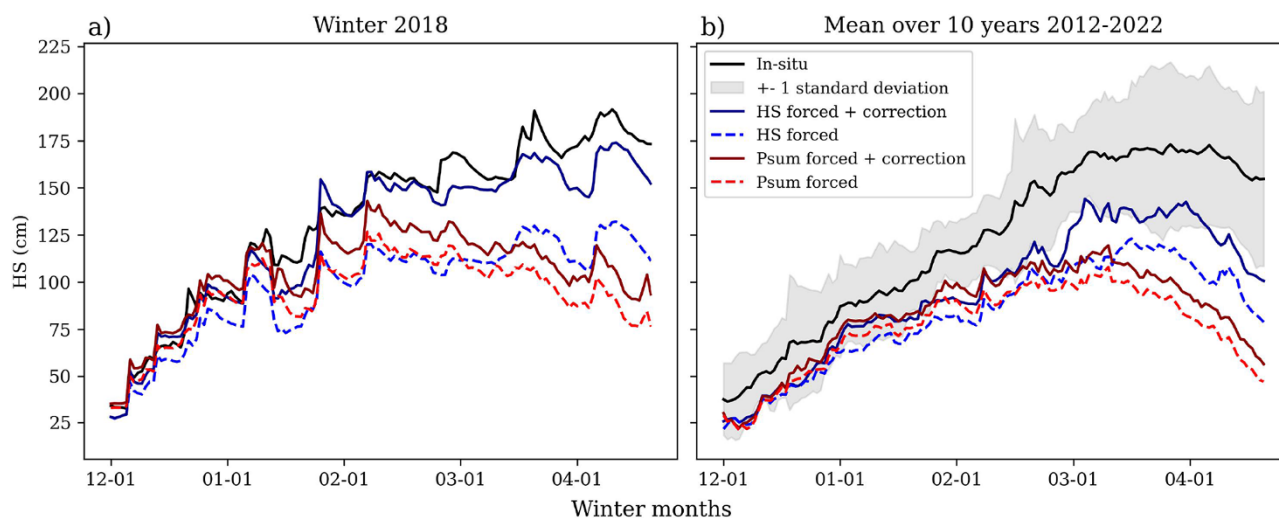 a)
Winter 2018
b)
Mean over 10 years 2012-2022
225
200
175
150
125
100
75
50
25
HS (cm)
In-situ
+- 1 standard deviation
HS forced + correction
HS forced
Psum forced + correction
Psum forced
12-01
01-01
02-01
03-01
04-01
12-01
01-01
02-01
03-01
04-01
Winter months